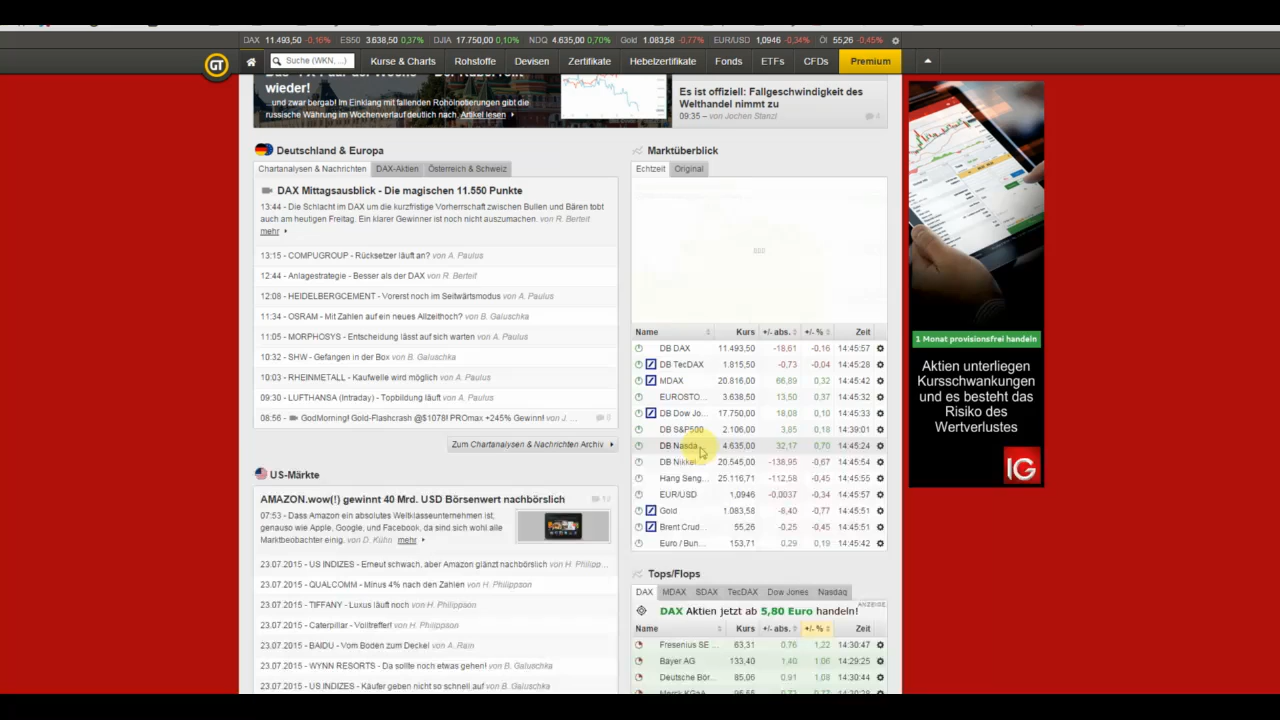 DAX 11.493,50 -0,16% ES50 3.638,50 0,37% DJIA 17.750,00 0,10% NDQ 4.635,00 0,70% Gold 1.083,58 -0,77% EUR/USD 1,0946 -0,34% Öl 55,26 -0,45%
GT Suche (WKN, ...) Kurse & Charts Rohstoffe Devisen Zertifikate Hebelzertifikate Fonds ETFs CFDs Premium
wieder!
...und zwar bergab! Im Einklang mit fallenden Rohölnotierungen gibt die
russische Währung im Wochenverlauf deutlich nach. Artikel lesen
Es ist offiziell: Fallgeschwindigkeit des
Welthandel nimmt zu
09:35 – von Jochen Stanzl
Deutschland & Europa
Chartanalysen & Nachrichten DAX-Aktien Österreich & Schweiz
DAX Mittagsausblick - Die magischen 11.550 Punkte
13:44 - Die Schlacht im DAX um die kurzfristige Vorherrschaft zwischen Bullen und Bären tobt
auch am heutigen Freitag. Ein klarer Gewinner ist noch nicht auszumachen. von R. Berteit
mehr
13:15 - COMPUGROUP - Rücksetzer läuft an? von A. Paulus
12:44 - Anlagestrategie - Besser als der DAX von R. Berteit
12:08 - HEIDELBERGCEMENT - Vorerst noch im Seitwärtsmodus von A. Paulus
11:34 - OSRAM - Mit Zahlen auf ein neues Allzeithoch? von B. Galuschka
11:05 - MORPHOSYS - Entscheidung lässt auf sich warten von A. Paulus
10:32 - SHW - Gefangen in der Box von B. Galuschka
10:03 - RHEINMETALL - Kaufwelle wird möglich von A. Paulus
09:30 - LUFTHANSA (Intraday) - Topbildung läuft von A. Paulus
08:56 - GodMorning! Gold-Flashcrash @$1078! PROmax +245% Gewinn! von J. ...
Zum Chartanalysen & Nachrichten Archiv
US-Märkte
AMAZON.wow(!) gewinnt 40 Mrd. USD Börsenwert nachbörslich
07:53 - Dass Amazon ein absolutes Weltklasseunternehmen ist,
genauso wie Apple, Google, und Facebook, da sind sich wohl alle
Marktbeobachter einig. von D. Kühn mehr
23.07.2015 - US INDIZES - Erneut schwach, aber Amazon glänzt nachbörslich von H. Philipp...
23.07.2015 - QUALCOMM - Minus 4% nach den Zahlen von H. Philippson
23.07.2015 - TIFFANY - Luxus läuft noch von H. Philippson
23.07.2015 - Caterpillar - Volltreffer! von H. Philippson
23.07.2015 - BAIDU - Vom Boden zum Deckel von A. Rain
23.07.2015 - WYNN RESORTS - Da sollte noch etwas gehen! von B. Galuschka
23.07.2015 - US INDIZES - Käufer geben nicht so schnell auf von B. Galuschka
Marktüberblick
Echtzeit Original
Name Kurs +/- abs. +/- % Zeit
DB DAX 11.493,50 -18,61 -0,16 14:45:57
DB TecDAX 1.815,50 -0,73 -0,04 14:45:28
MDAX 20.816,00 66,89 0,32 14:45:42
EUROSTO... 3.638,50 13,50 0,37 14:45:32
DB Dow Jo... 17.750,00 18,08 0,10 14:45:33
DB S&P500 2.106,00 3,85 0,18 14:39:01
DB Nasda... 4.635,00 32,17 0,70 14:45:24
DB Nikkei ... 20.545,00 -138,95 -0,67 14:45:54
Hang Seng... 25.116,71 -112,58 -0,45 14:45:55
EUR/USD 1,0946 -0,0037 -0,34 14:45:57
Gold 1.083,58 -8,40 -0,77 14:45:51
Brent Crud... 55,26 -0,25 -0,45 14:45:51
Euro / Bun... 153,71 0,29 0,19 14:45:42
Tops/Flops
DAX MDAX SDAX TecDAX Dow Jones Nasdaq
ANZEIGE
DAX Aktien jetzt ab 5,80 Euro handeln!
Name Kurs +/- abs. +/- % Zeit
Fresenius SE ... 63,31 0,76 1,22 14:30:47
Bayer AG 133,40 1,40 1,06 14:29:25
Deutsche Bör... 85,06 0,91 1,08 14:30:44
1 Monat provisionsfrei handeln
Aktien unterliegen
Kursschwankungen
und es besteht das
Risiko des
Wertverlustes
IG